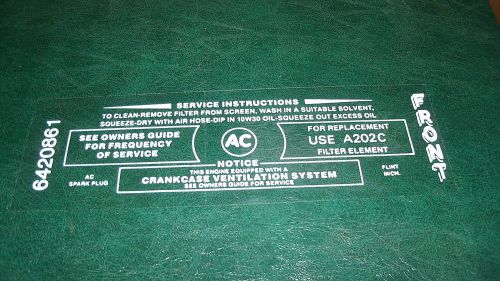 SERVICE INSTRUCTIONS
TO CLEAN-REMOVE FILTER FROM SCREEN, WASH IN A SUITABLE SOLVENT,
SQUEEZE-DRY WITH AIR HOSE-DIP IN 10W30 OIL-SQUEEZE OUT EXCESS OIL
6420861
SEE OWNERS GUIDE
FOR FREQUENCY
OF SERVICE
AC
FOR REPLACEMENT
USE A202C
FILTER ELEMENT
FRONT
AC
SPARK PLUG
NOTICE
THIS ENGINE EQUIPPED WITH A
CRANKCASE VENTILATION SYSTEM
SEE OWNERS GUIDE FOR SERVICE
FLINT
MICH.